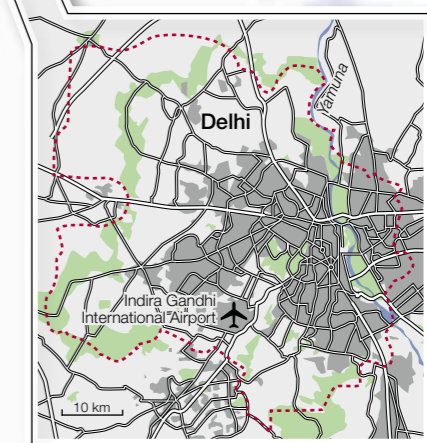 Yamuna
Delhi
Indira Gandhi
International Airport
10 km